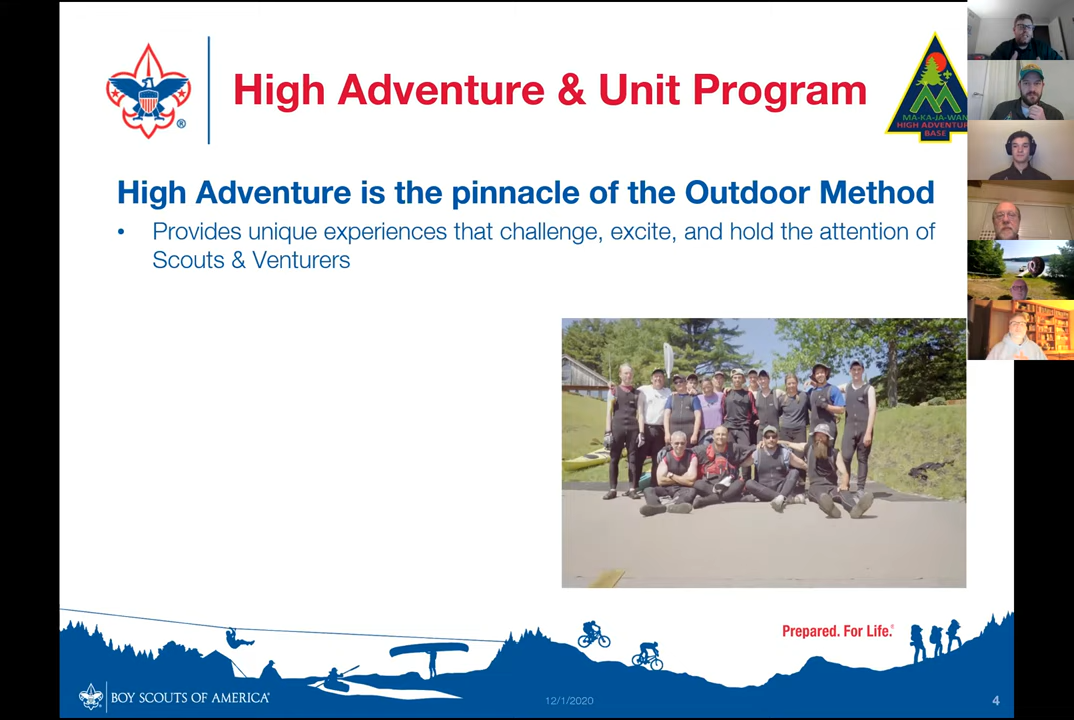 High Adventure & Unit Program
MA-KA-JA-WAN
HIGH ADVENTURE
BASE
High Adventure is the pinnacle of the Outdoor Method
• Provides unique experiences that challenge, excite, and hold the attention of
Scouts & Venturers
Prepared. For Life.®
BOY SCOUTS OF AMERICA®
12/1/2020
4